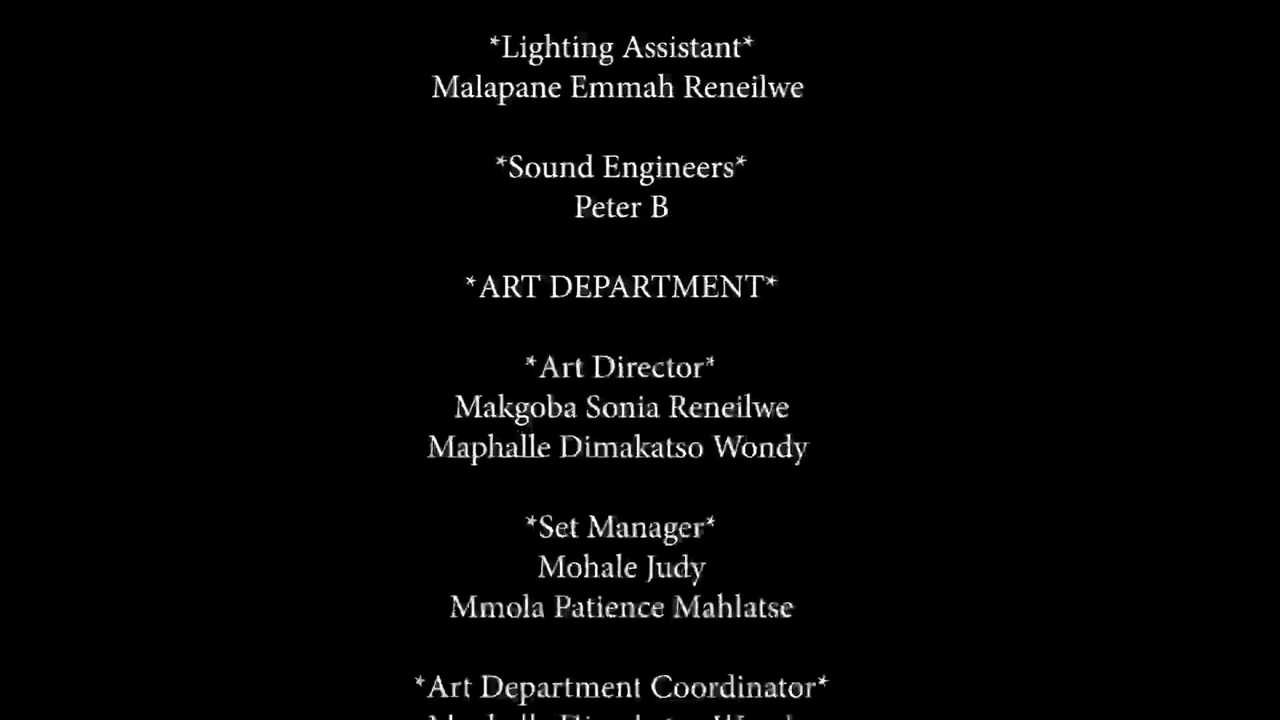 *Lighting Assistant*
Malapane Emmah Reneilwe
*Sound Engineers*
Peter B
*ART DEPARTMENT*
*Art Director*
Makgoba Sonia Reneilwe
Maphalle Dimakatso Wondy
*Set Manager*
Mohale Judy
Mmola Patience Mahlatse
*Art Department Coordinator*